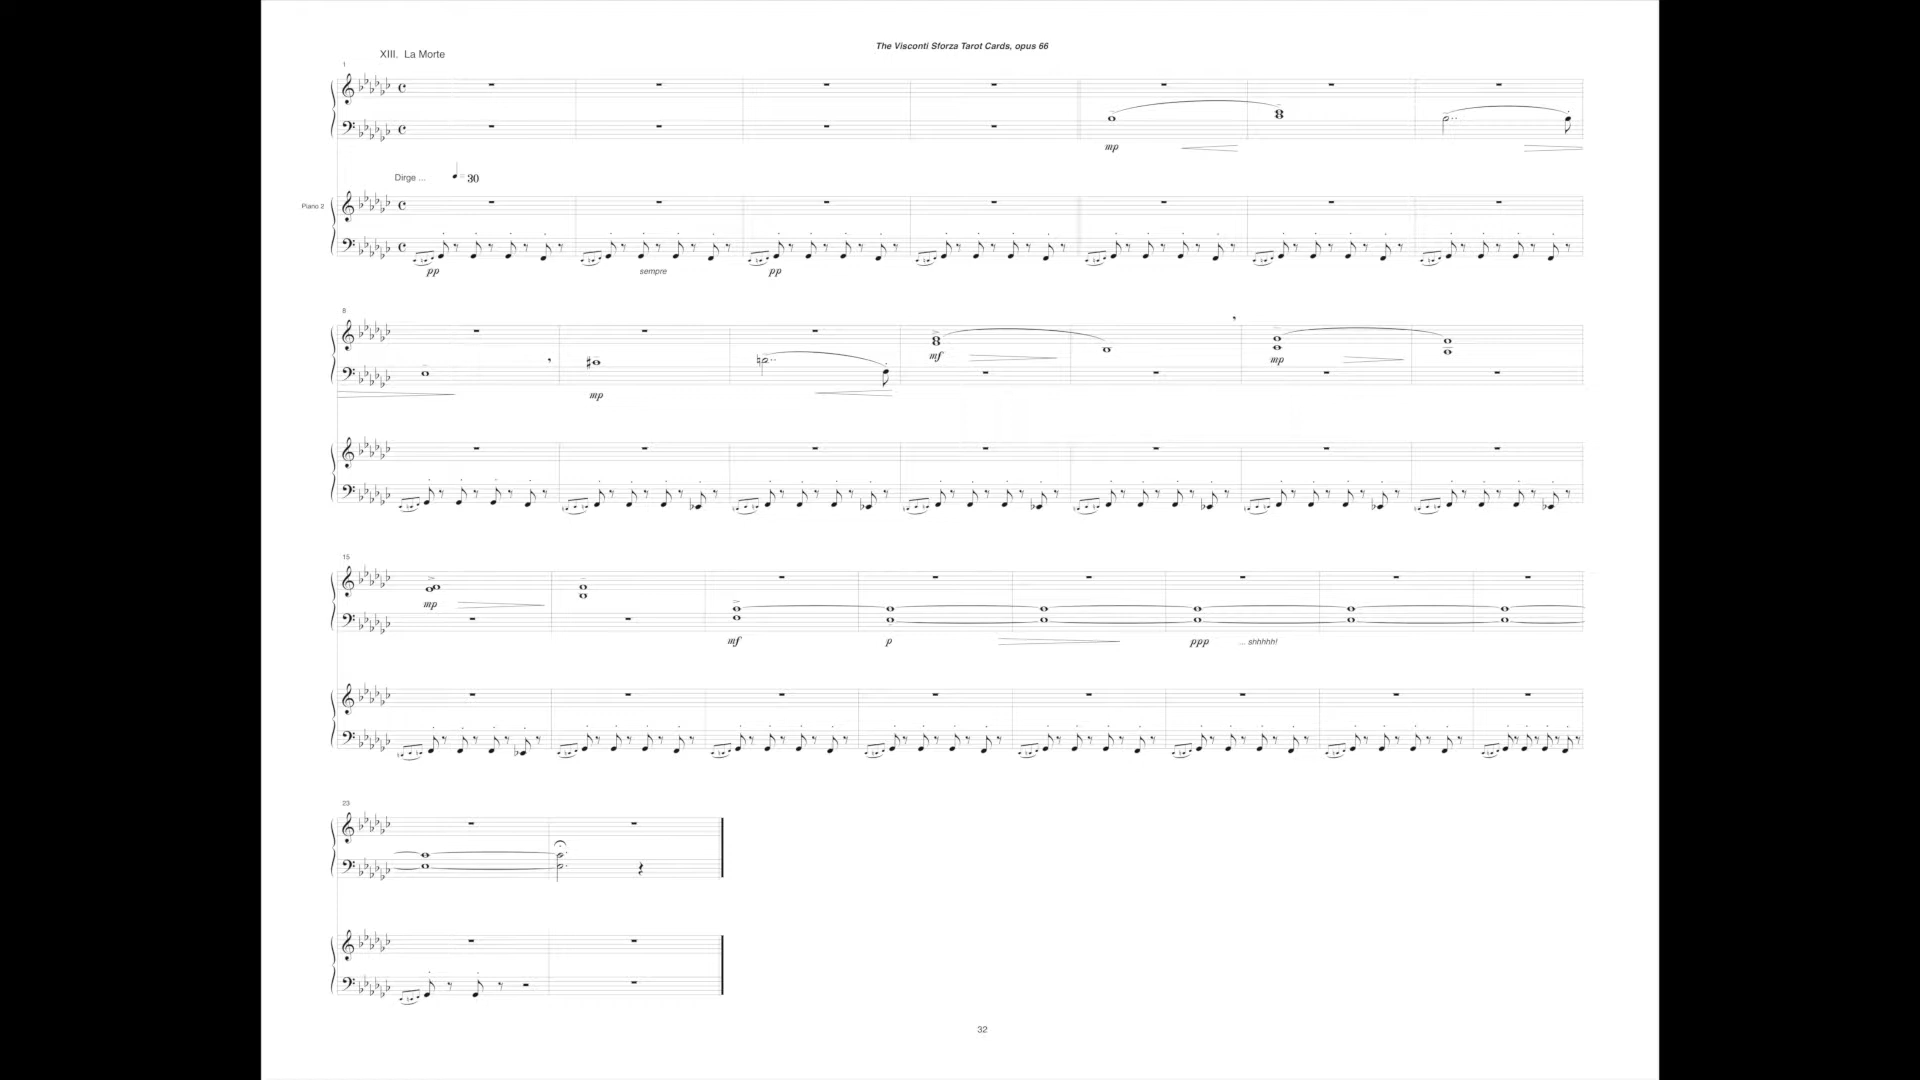 The Visconti Sforza Tarot Cards, opus 66
XIII. La Morte
1
mp
Dirge ... = 30
Piano 2
pp
sempre
pp
8
mf
mp
mp
15
mp
mf
p
ppp
... shhhhh!
23
32